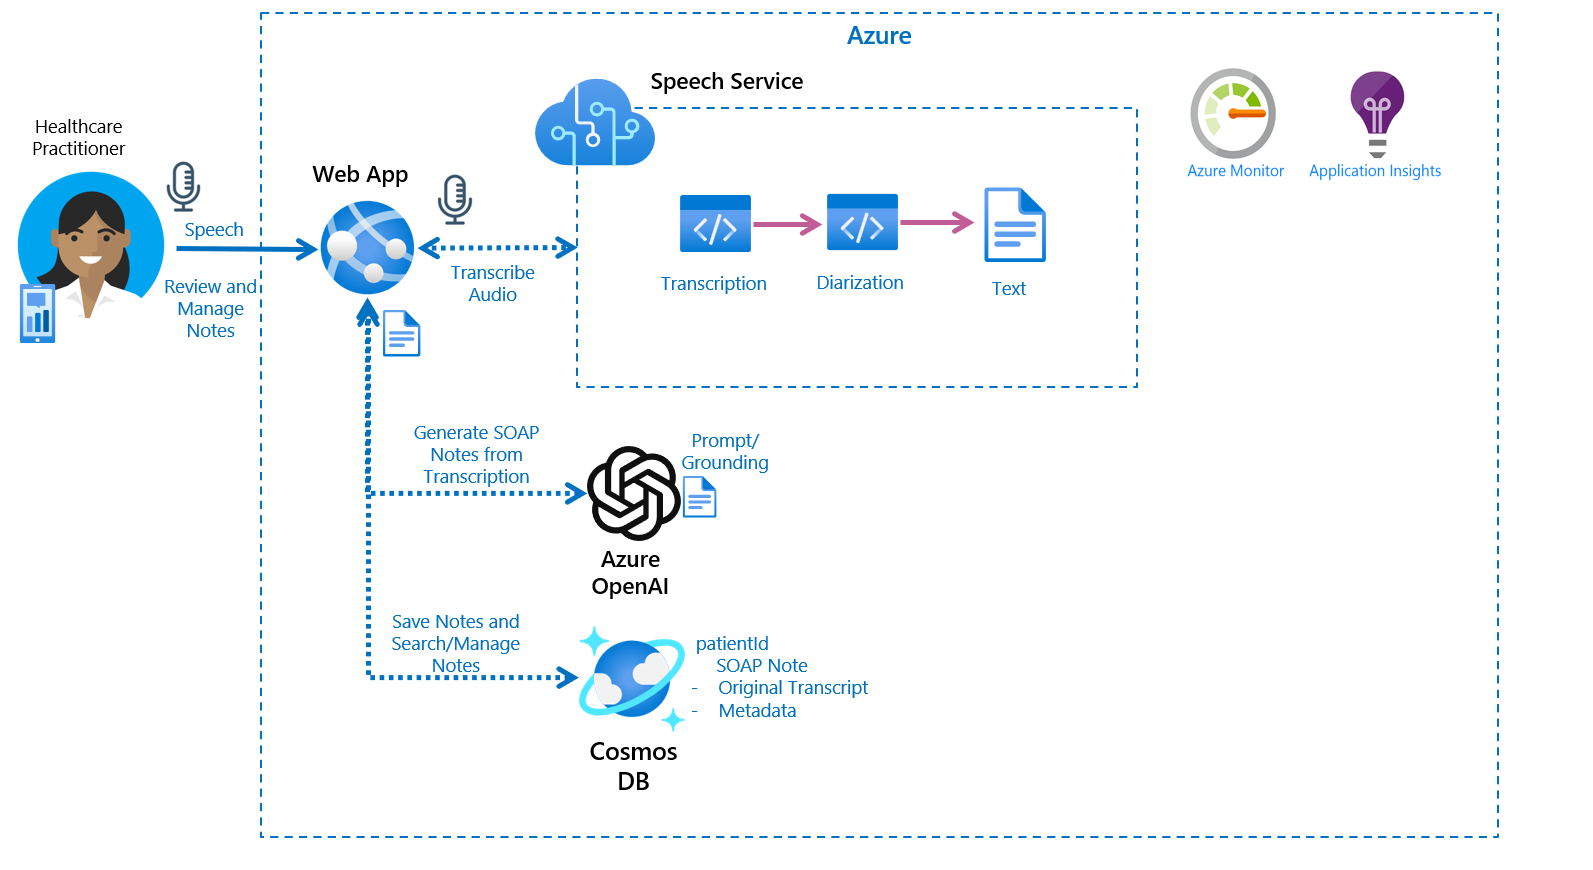 Azure
Speech Service
Azure Monitor
Application Insights
Healthcare
Practitioner
Speech
Review and
Manage
Notes
Web App
Transcribe
Audio
Transcription
Diarization
Text
Generate SOAP
Notes from
Transcription
Prompt/
Grounding
Azure
OpenAI
Save Notes and
Search/Manage
Notes
patientId
SOAP Note
- Original Transcript
- Metadata
Cosmos
DB